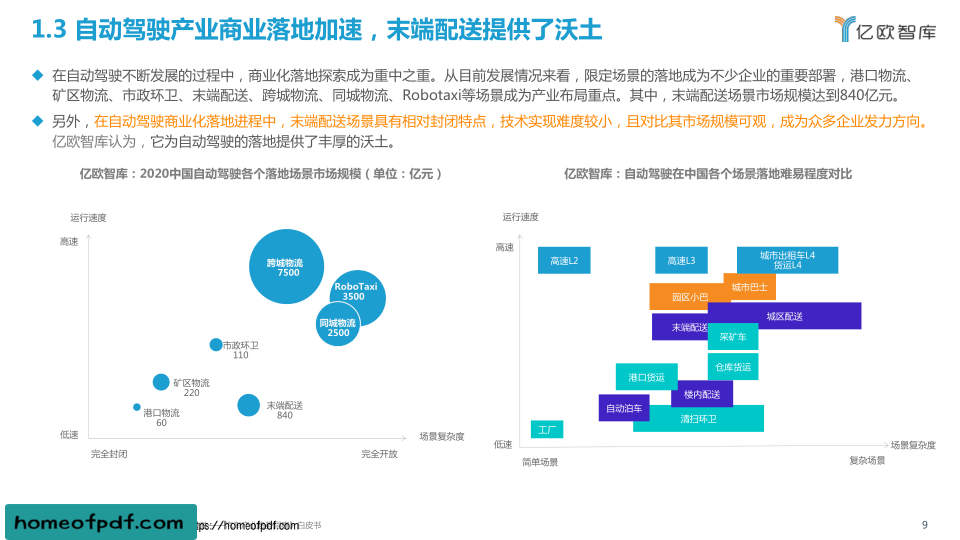 1.3 自动驾驶产业商业落地加速，末端配送提供了沃土
亿欧智库
在自动驾驶不断发展的过程中，商业化落地探索成为重中之重。从目前发展情况来看，限定场景的落地成为不少企业的重要部署，港口物流、
矿区物流、市政环卫、末端配送、跨城物流、同城物流、Robotaxi等场景成为产业布局重点。其中，末端配送场景市场规模达到840亿元。
另外，在自动驾驶商业化落地进程中，末端配送场景具有相对封闭特点，技术实现难度较小，且对比其市场规模可观，成为众多企业发力方向。
亿欧智库认为，它为自动驾驶的落地提供了丰厚的沃土。
亿欧智库：2020中国自动驾驶各个落地场景市场规模（单位：亿元）
运行速度
高速
跨城物流
7500
RoboTaxi
3500
同城物流
2500
市政环卫
110
矿区物流
220
港口物流
60
末端配送
840
低速
场景复杂度
完全封闭
完全开放
亿欧智库：自动驾驶在中国各个场景落地难易程度对比
运行速度
高速
高速L2
高速L3
城市出租车L4
货运L4
城市巴士
园区小巴
城区配送
末端配送
采矿车
仓库货运
港口货运
楼内配送
自动泊车
清扫环卫
工厂
低速
场景复杂度
简单场景
复杂场景
homeofpdf.com
ttps://homeofpdf.com
白皮书
9